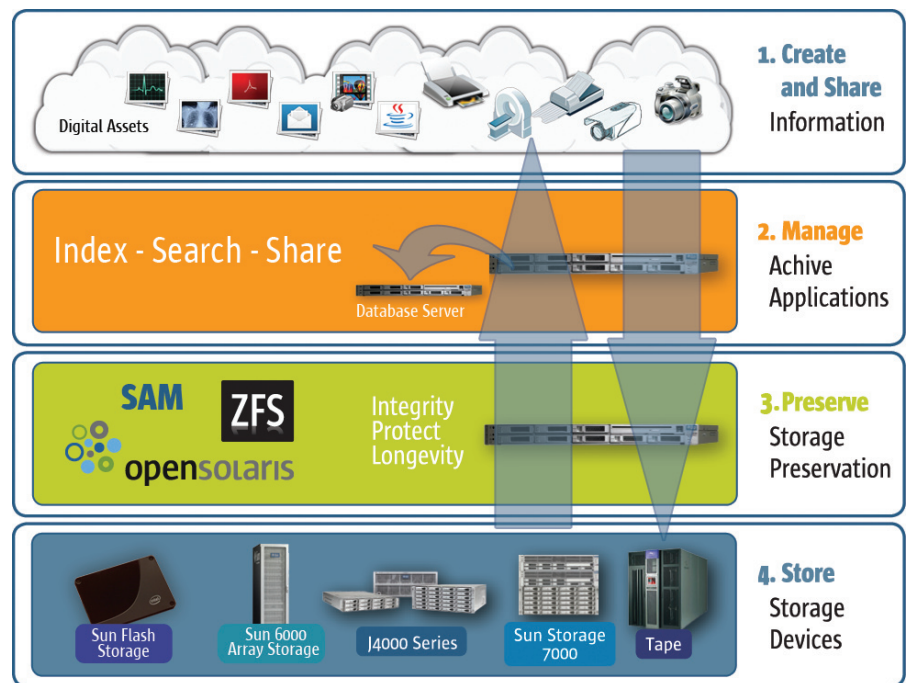 1. Create
and Share
Information
Digital Assets
Index - Search - Share
Database Server
2. Manage
Achive
Applications
SAM
ZFS
opensolaris
Integrity
Protect
Longevity
3. Preserve
Storage
Preservation
Sun Flash
Storage
Sun 6000
Array Storage
J4000 Series
Sun Storage
7000
Tape
4. Store
Storage
Devices